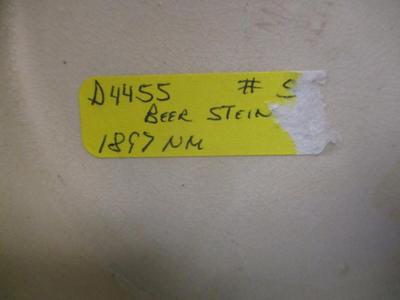 D4455 # S
BEER STEIN
1897 NM